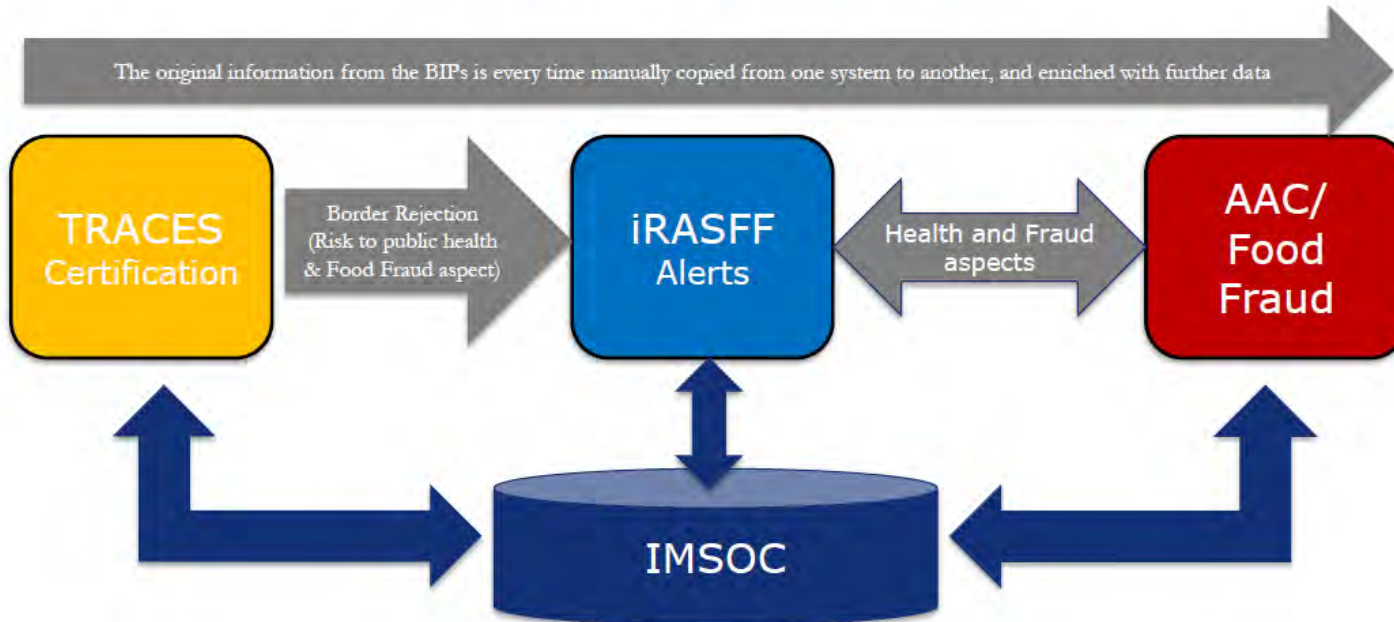 The original information from the BIPs is every time manually copied from one system to another, and enriched with further data
TRACES
Certification
Border Rejection
(Risk to public health
& Food Fraud aspect)
iRASFF
Alerts
Health and Fraud
aspects
AAC/
Food
Fraud
IMSOC